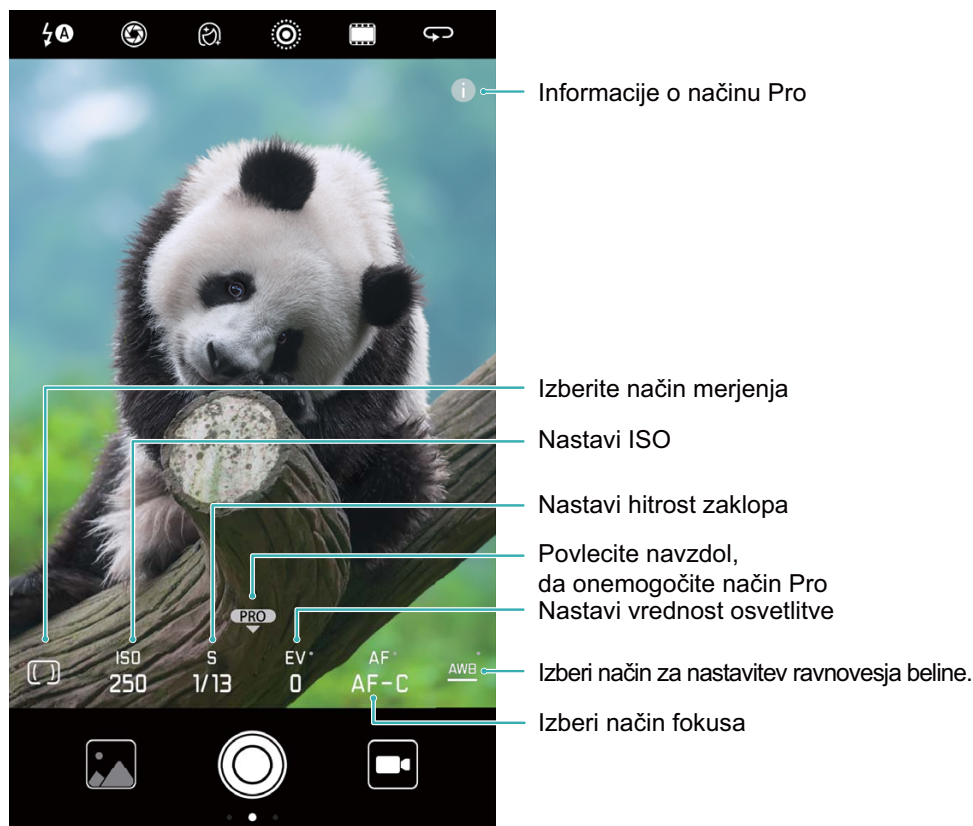 A
i
Informacije o načinu Pro
Izberite način merjenja
Nastavi ISO
Nastavi hitrost zaklopa
Povlecite navzdol,
da onemogočite način Pro
Nastavi vrednost osvetlitve
PRO
ISO S EV AF AWB
250 1/13 0 AF-C
Izberi način za nastavitev ravnovesja beline.
Izberi način fokusa